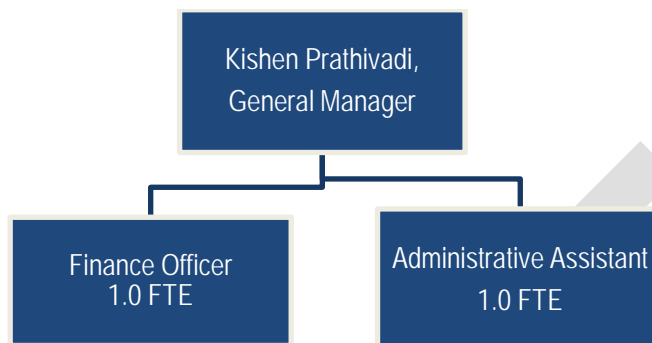 Kishen Prathivadi,
General Manager
Finance Officer
1.0 FTE
Administrative Assistant
1.0 FTE